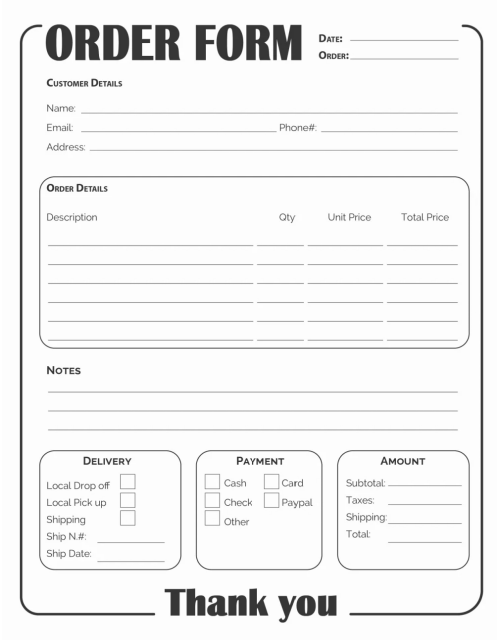 ORDER FORM
DATE:
ORDER:
CUSTOMER DETAILS
Name:
Email: Phone#:
Address:
ORDER DETAILS
Description Qty Unit Price Total Price
NOTES
DELIVERY
Local Drop off
Local Pick up
Shipping
Ship N.#:
Ship Date:
PAYMENT
Cash Card
Check Paypal
Other
AMOUNT
Subtotal:
Taxes:
Shipping:
Total:
Thank you